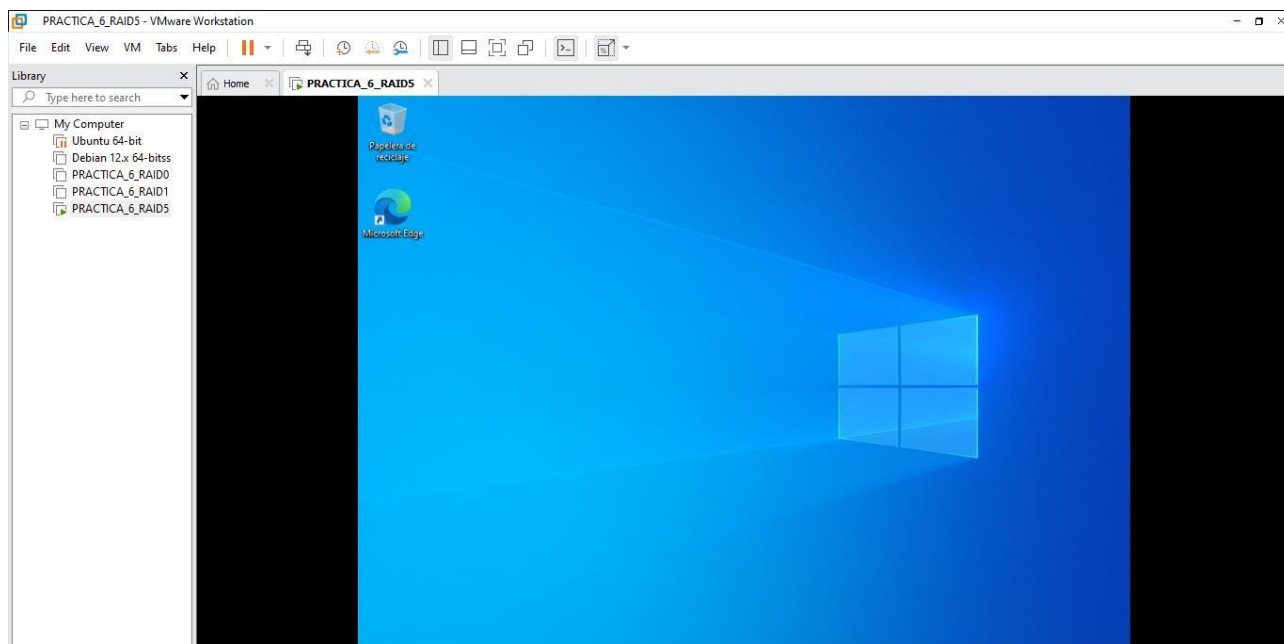 PRACTICA_6_RAID5 - VMware Workstation
File Edit View VM Tabs Help
Library
Type here to search
My Computer
Ubuntu 64-bit
Debian 12.x 64-bitss
PRACTICA_6_RAID0
PRACTICA_6_RAID1
PRACTICA_6_RAID5
Home
PRACTICA_6_RAID5
Papelera de
reciclaje
Microsoft Edge